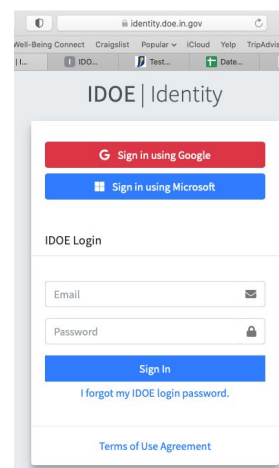 identity.doe.in.gov
Well-Being Connect Craigslist Popular iCloud Yelp TripAdvis
| I... IDO... Test... Date...
IDOE | Identity
G Sign in using Google
Sign in using Microsoft
IDOE Login
Email
Password
Sign In
I forgot my IDOE login password.
Terms of Use Agreement